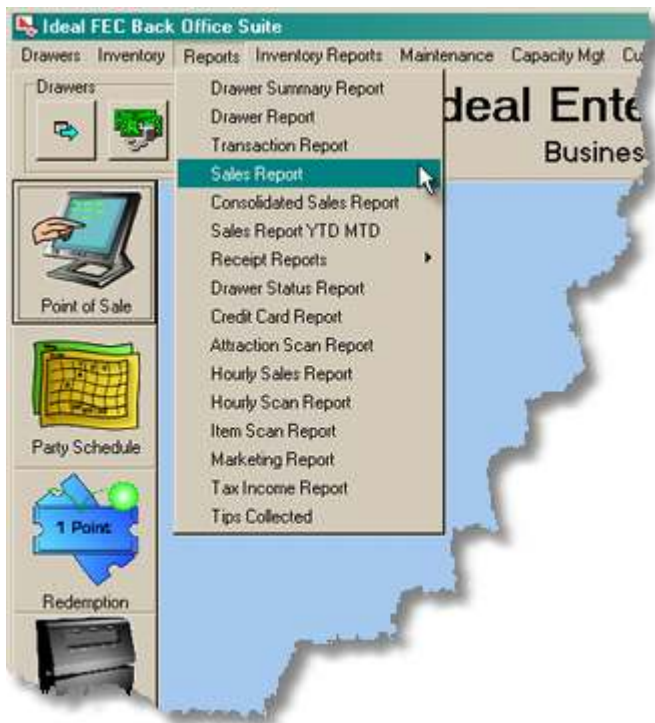 Ideal FEC Back Office Suite
Drawers Inventory Reports Inventory Reports Maintenance Capacity Mgt
Drawers
Drawer Summary Report
Drawer Report
Transaction Report
Sales Report
Consolidated Sales Report
Sales Report YTD MTD
Receipt Reports
Drawer Status Report
Credit Card Report
Attraction Scan Report
Hourly Sales Report
Hourly Scan Report
Item Scan Report
Marketing Report
Tax Income Report
Tips Collected
deal Ente
Busines
Point of Sale
Party Schedule
1 Point
Redemption